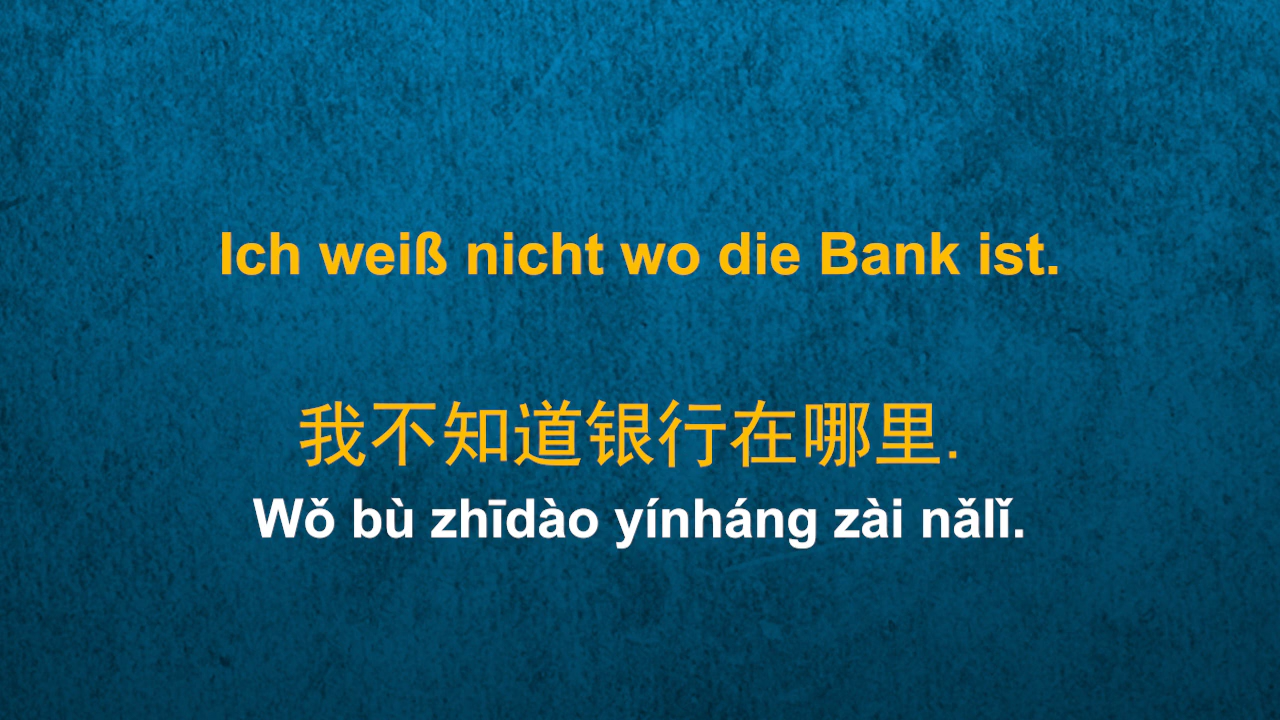 Ich weiß nicht wo die Bank ist.
我不知道银行在哪里.
Wǒ bù zhīdào yínháng zài nǎlǐ.